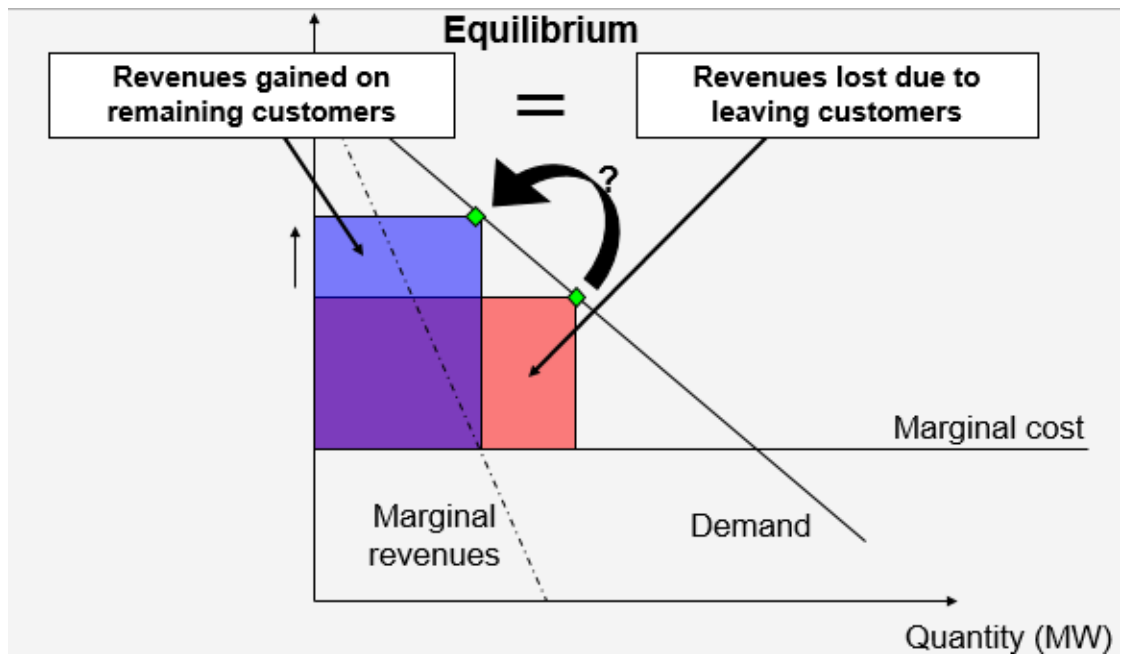 Equilibrium
Revenues gained on
remaining customers
=
Revenues lost due to
leaving customers
?
Marginal cost
Marginal
revenues
Demand
Quantity (MW)